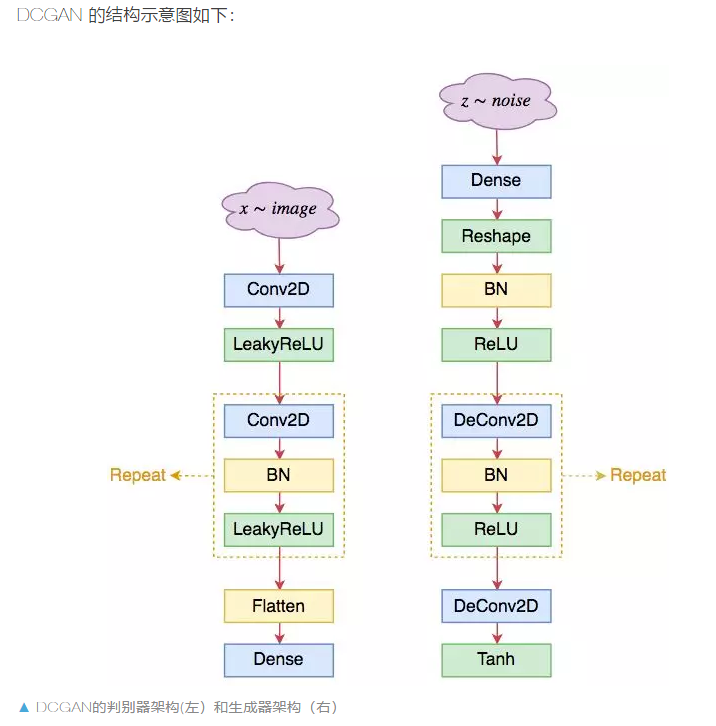 DCGAN 的结构示意图如下：
z ~ noise
Dense
Reshape
BN
ReLU
DeConv2D
BN
ReLU
Repeat
DeConv2D
Tanh
x ~ image
Conv2D
LeakyReLU
Conv2D
BN
LeakyReLU
Repeat
Flatten
Dense
▲ DCGAN的判别器架构(左）和生成器架构（右）